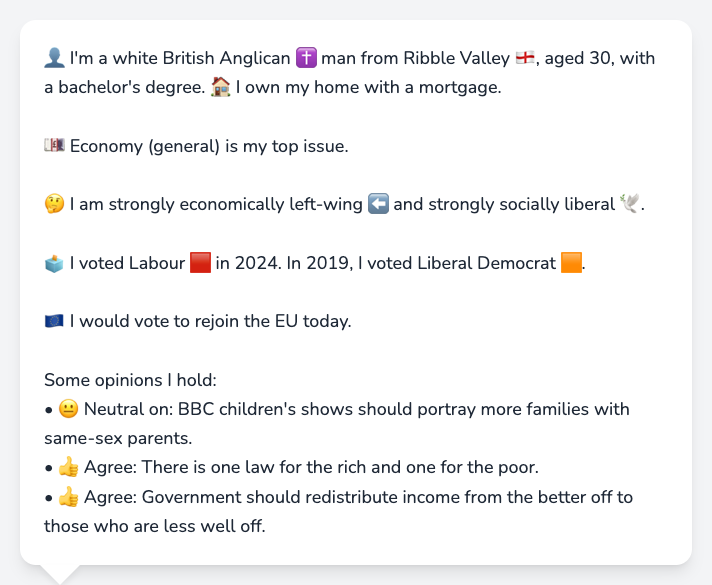 👤 I'm a white British Anglican ✝️ man from Ribble Valley 🏴󠁧󠁢󠁥󠁮󠁧󠁿, aged 30, with
a bachelor's degree. 🏠 I own my home with a mortgage.
💷 Economy (general) is my top issue.
🤔 I am strongly economically left-wing ⬅️ and strongly socially liberal 🕊️.
🗳️ I voted Labour 🟥 in 2024. In 2019, I voted Liberal Democrat 🟧.
🇪🇺 I would vote to rejoin the EU today.
Some opinions I hold:
• 😐 Neutral on: BBC children's shows should portray more families with
same-sex parents.
• 👍 Agree: There is one law for the rich and one for the poor.
• 👍 Agree: Government should redistribute income from the better off to
those who are less well off.